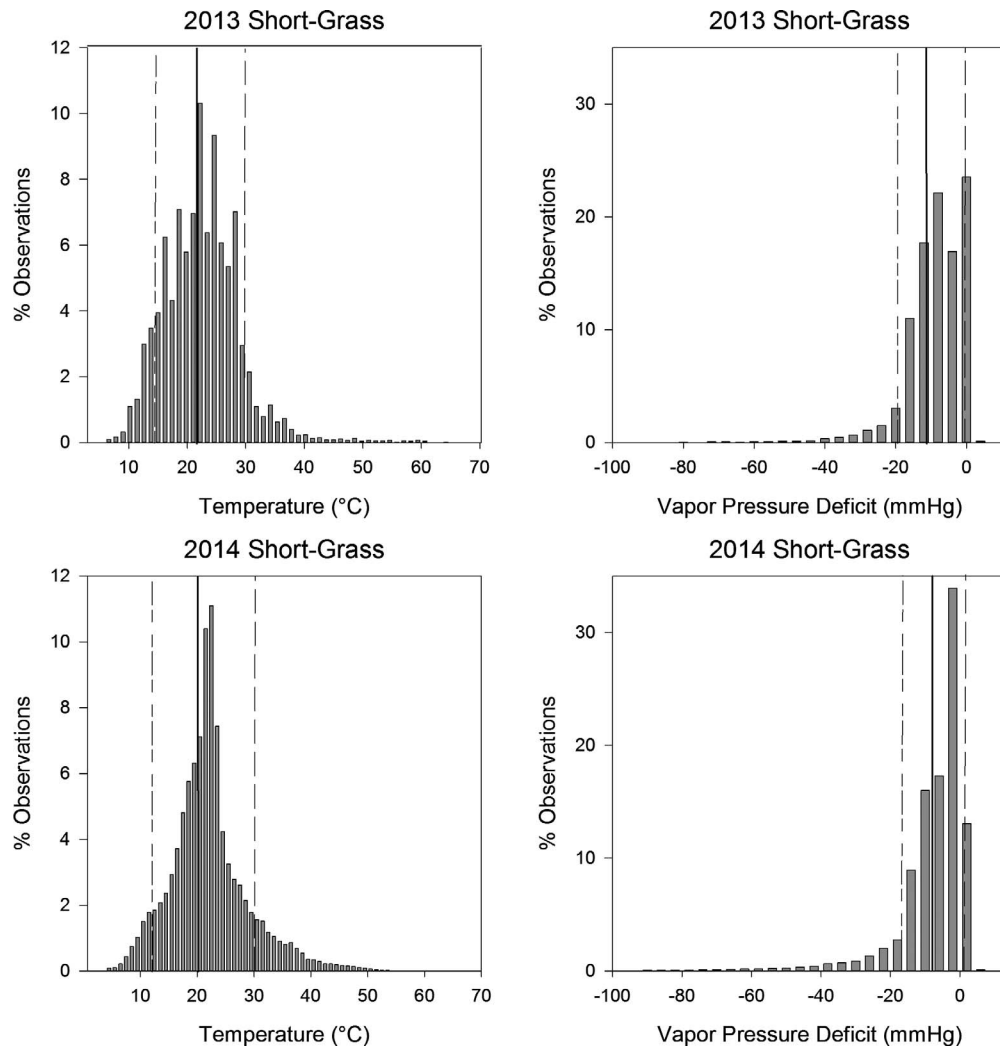 2013 Short-Grass
2013 Short-Grass
12
10
8
6
4
2
0
% Observations
10 20 30 40 50 60 70
Temperature (°C)
30
20
10
0
% Observations
-100 -80 -60 -40 -20 0
Vapor Pressure Deficit (mmHg)
2014 Short-Grass
2014 Short-Grass
12
10
8
6
4
2
0
% Observations
10 20 30 40 50 60 70
Temperature (°C)
30
20
10
0
% Observations
-100 -80 -60 -40 -20 0
Vapor Pressure Deficit (mmHg)